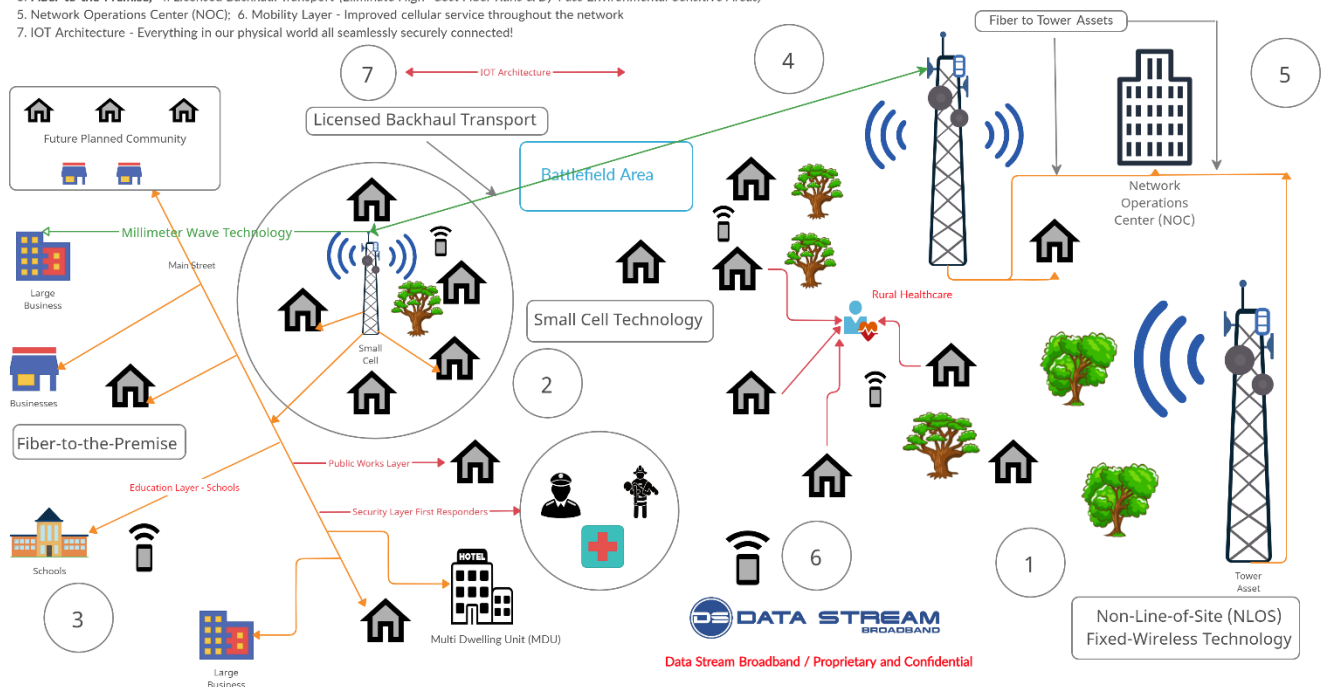 4. Licensed Backhaul Transport
5. Network Operations Center (NOC); 6. Mobility Layer - Improved cellular service throughout the network
7. IOT Architecture - Everything in our physical world all seamlessly securely connected!
Fiber to Tower Assets
7
IOT Architecture
4
5
Licensed Backhaul Transport
Future Planned Community
Battlefield Area
Network
Operations
Center (NOC)
Millimeter Wave Technology
Main Street
Large
Business
Rural Healthcare
Small Cell Technology
Small
Cell
2
Businesses
Fiber-to-the-Premise
Public Works Layer
Education Layer - Schools
Security Layer First Responders
Schools
3
HOTEL
Multi Dwelling Unit (MDU)
Large
Business
6
1
Tower
Asset
Non-Line-of-Site (NLOS)
Fixed-Wireless Technology
DS DATA STREAM
BROADBAND
Data Stream Broadband / Proprietary and Confidential